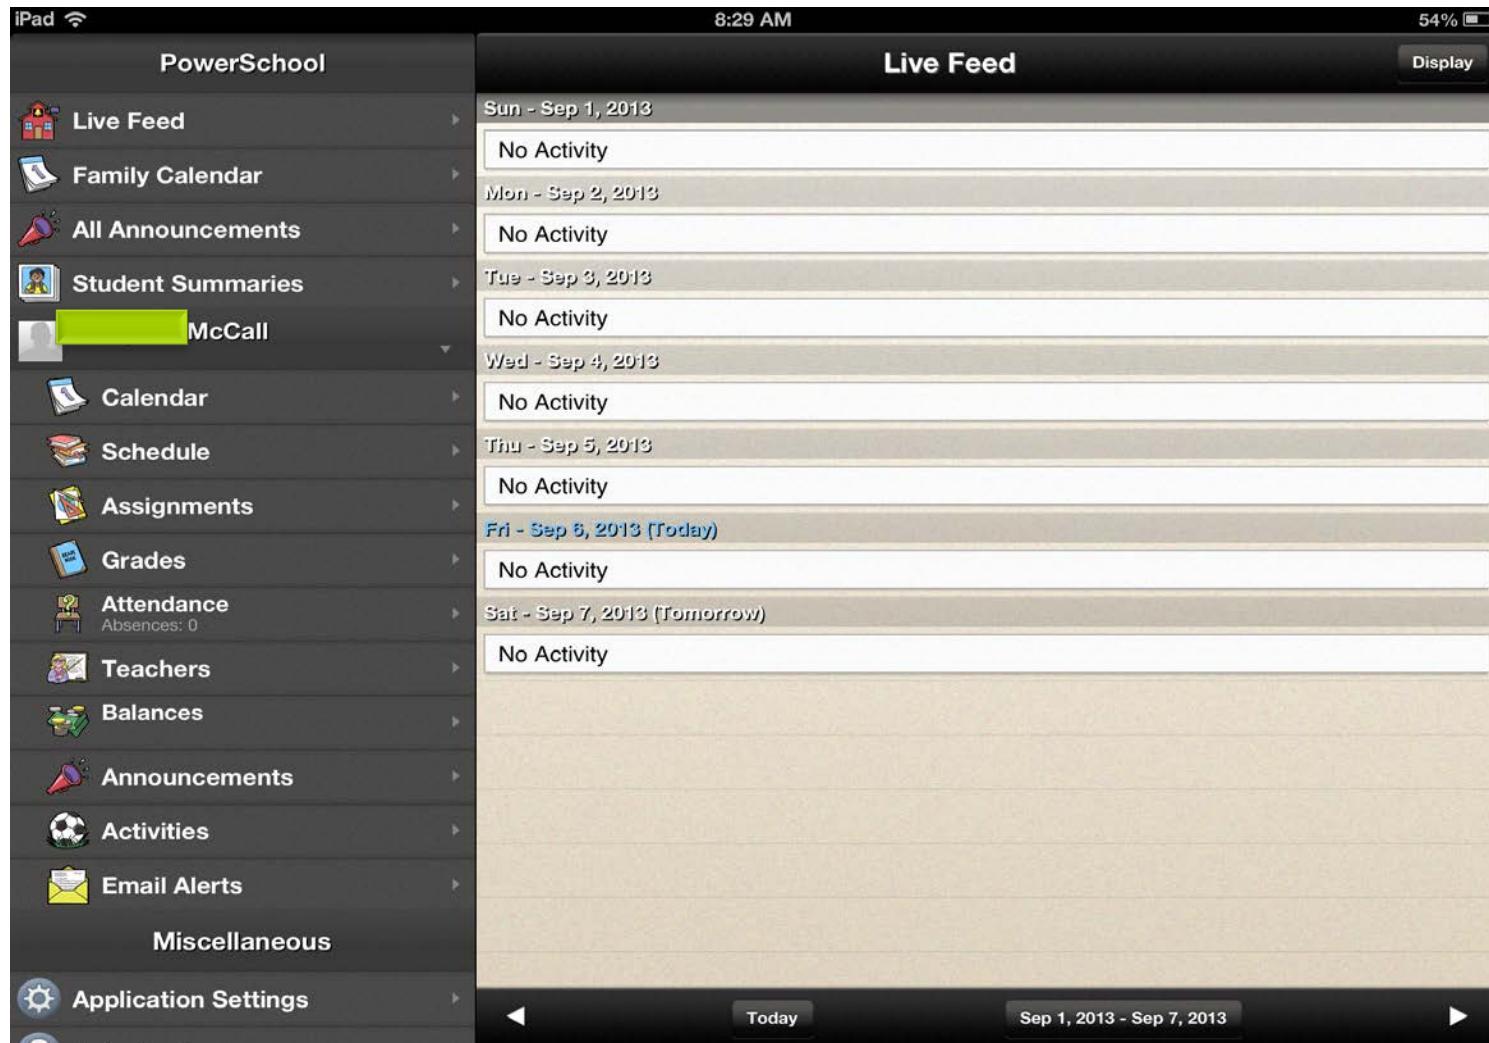 iPad
8:29 AM
54%
PowerSchool
Live Feed
Family Calendar
All Announcements
Student Summaries
McCall
Calendar
Schedule
Assignments
Grades
Attendance
Absences: 0
Teachers
Balances
Announcements
Activities
Email Alerts
Miscellaneous
Application Settings
Live Feed
Display
Sun - Sep 1, 2013
No Activity
Mon - Sep 2, 2013
No Activity
Tue - Sep 3, 2013
No Activity
Wed - Sep 4, 2013
No Activity
Thu - Sep 5, 2013
No Activity
Fri - Sep 6, 2013 (Today)
No Activity
Sat - Sep 7, 2013 (Tomorrow)
No Activity
Today
Sep 1, 2013 - Sep 7, 2013